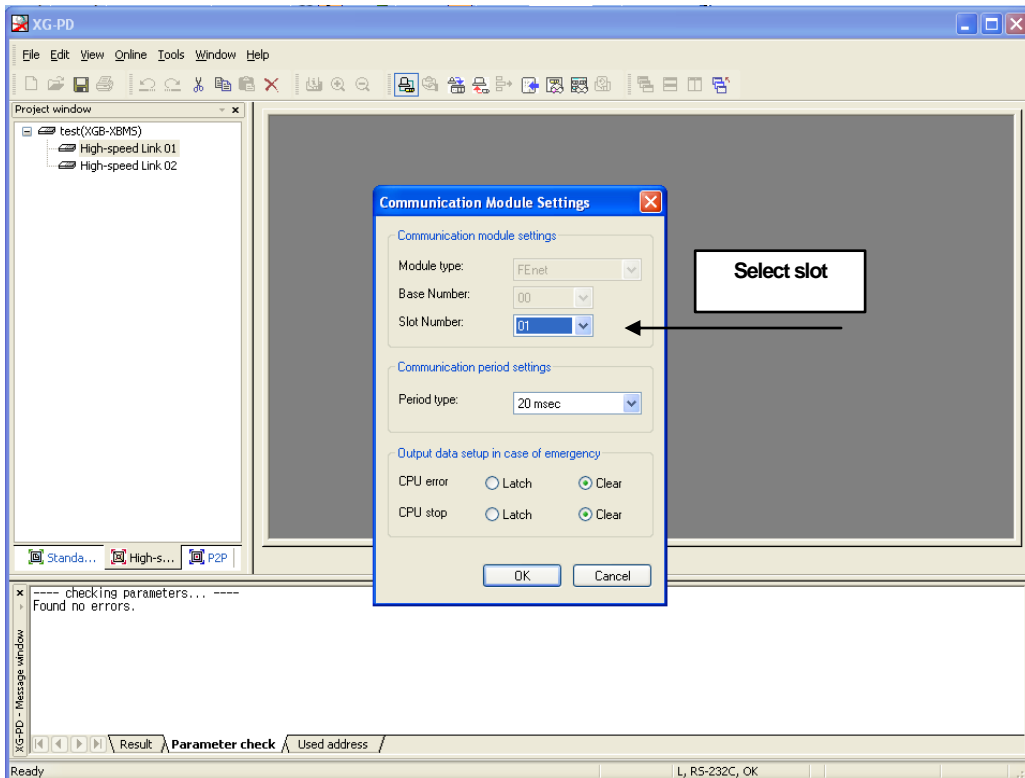 XG-PD
File Edit View Online Tools Window Help
Project window
test(XGB-XBMS)
High-speed Link 01
High-speed Link 02
Standa... High-s... P2P
Communication Module Settings
Communication module settings
Module type: FEnet
Base Number: 00
Slot Number: 01
Communication period settings
Period type: 20 msec
Output data setup in case of emergency
CPU error Latch Clear
CPU stop Latch Clear
OK Cancel
Select slot
---- checking parameters... ----
Found no errors.
XG-PD - Message window
Result Parameter check Used address
Ready L, RS-232C, OK